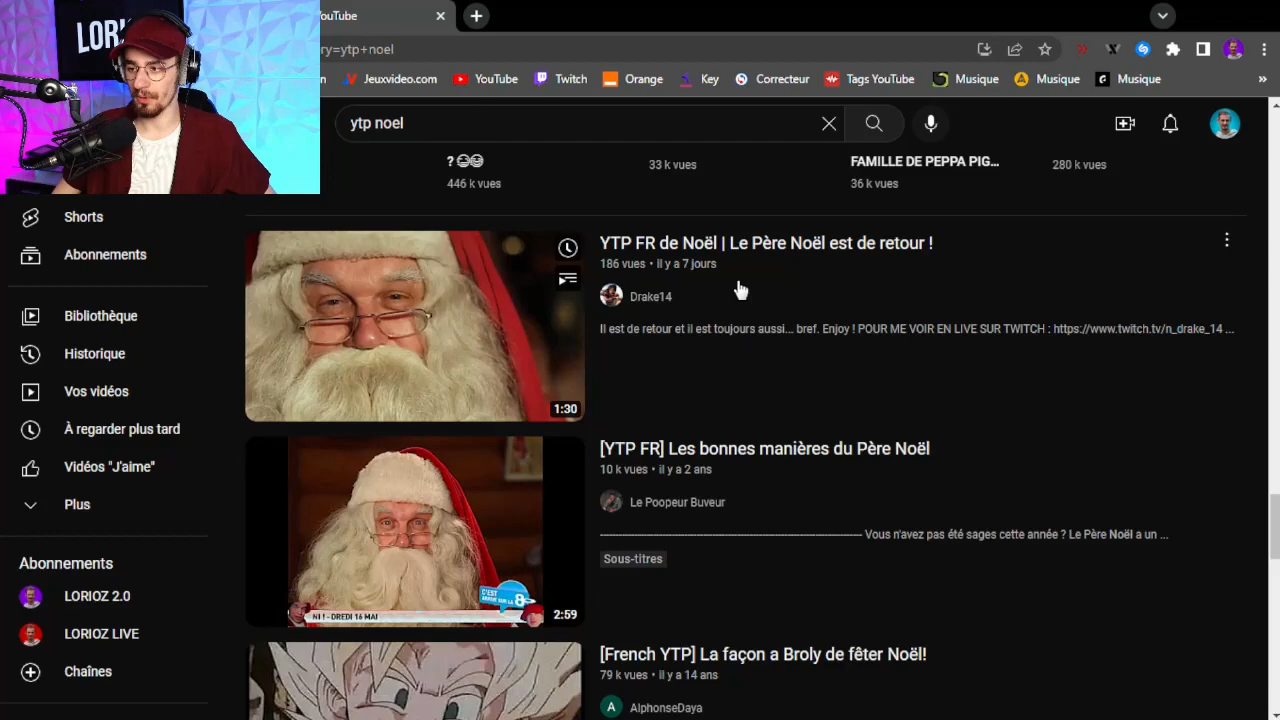 LORIOZ
YouTube
ry=ytp+noel
n
Jeuxvideo.com
YouTube
Twitch
Orange
Key
Correcteur
Tags YouTube
Musique
Musique
Musique
»
ytp noel
? 😂😂
446 k vues
33 k vues
FAMILLE DE PEPPA PIG...
36 k vues
280 k vues
Shorts
Abonnements
Bibliothèque
Historique
Vos vidéos
À regarder plus tard
Vidéos "J'aime"
Plus
Abonnements
LORIOZ 2.0
LORIOZ LIVE
Chaînes
1:30
YTP FR de Noël | Le Père Noël est de retour !
186 vues • il y a 7 jours
Drake14
Il est de retour et il est toujours aussi... bref. Enjoy ! POUR ME VOIR EN LIVE SUR TWITCH : https://www.twitch.tv/n_drake_14 ...
C'EST
ARRIVÉ SUR LA
8
NI ! - DREDI 16 MAI
2:59
[YTP FR] Les bonnes manières du Père Noël
10 k vues • il y a 2 ans
Le Poopeur Buveur
Vous n'avez pas été sages cette année ? Le Père Noël a un ...
Sous-titres
[French YTP] La façon a Broly de fêter Noël!
79 k vues • il y a 14 ans
A
AlphonseDaya